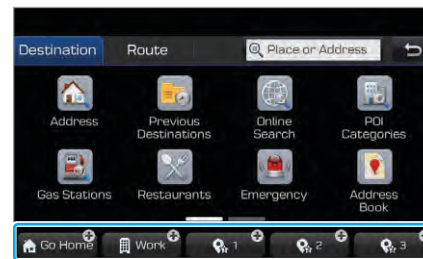 Destination Route Place or Address
Address Previous Destinations Online Search POI Categories
Gas Stations Restaurants Emergency Address Book
Go Home Work 1 2 3